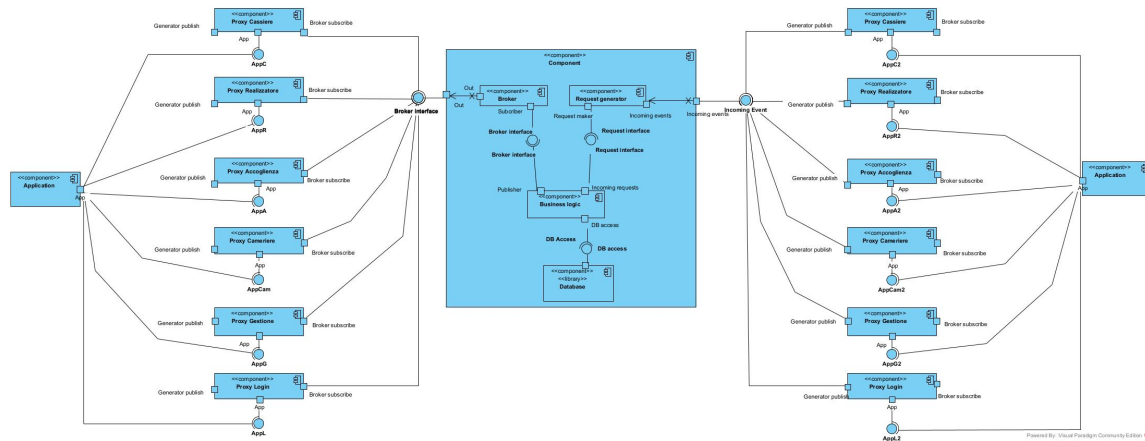 <<component>>
Proxy Cassiere
Generator publish
Broker subscribe
App
AppC
<<component>>
Proxy Realizzatore
Generator publish
Broker subscribe
App
AppR
<<component>>
Proxy Accoglienza
Generator publish
Broker subscribe
App
AppA
<<component>>
Proxy Cameriere
Generator publish
Broker subscribe
App
AppCam
<<component>>
Proxy Gestione
Generator publish
Broker subscribe
App
AppG
<<component>>
Proxy Login
Generator publish
Broker subscribe
App
AppL
<<component>>
Application
App
Broker interface
<<component>>
Component
Out
Out
<<component>>
Broker
Subcriber
<<component>>
Request generator
Request maker
Incoming events
Incoming events
Broker interface
Broker interface
Request interface
Request interface
Publisher
Incoming requests
<<component>>
Business logic
DB access
DB Access
DB access
<<component>>
<<library>>
Database
Incoming Event
<<component>>
Proxy Cassiere
Generator publish
Broker subscribe
App
AppC2
<<component>>
Proxy Realizzatore
Generator publish
Broker subscribe
App
AppR2
<<component>>
Proxy Accoglienza
Generator publish
Broker subscribe
App
AppA2
<<component>>
Proxy Cameriere
Generator publish
Broker subscribe
App
AppCam2
<<component>>
Proxy Gestione
Generator publish
Broker subscribe
App
AppG2
<<component>>
Proxy Login
Generator publish
Broker subscribe
App
AppL2
<<component>>
Application
App
Powered By: Visual Paradigm Community Edition